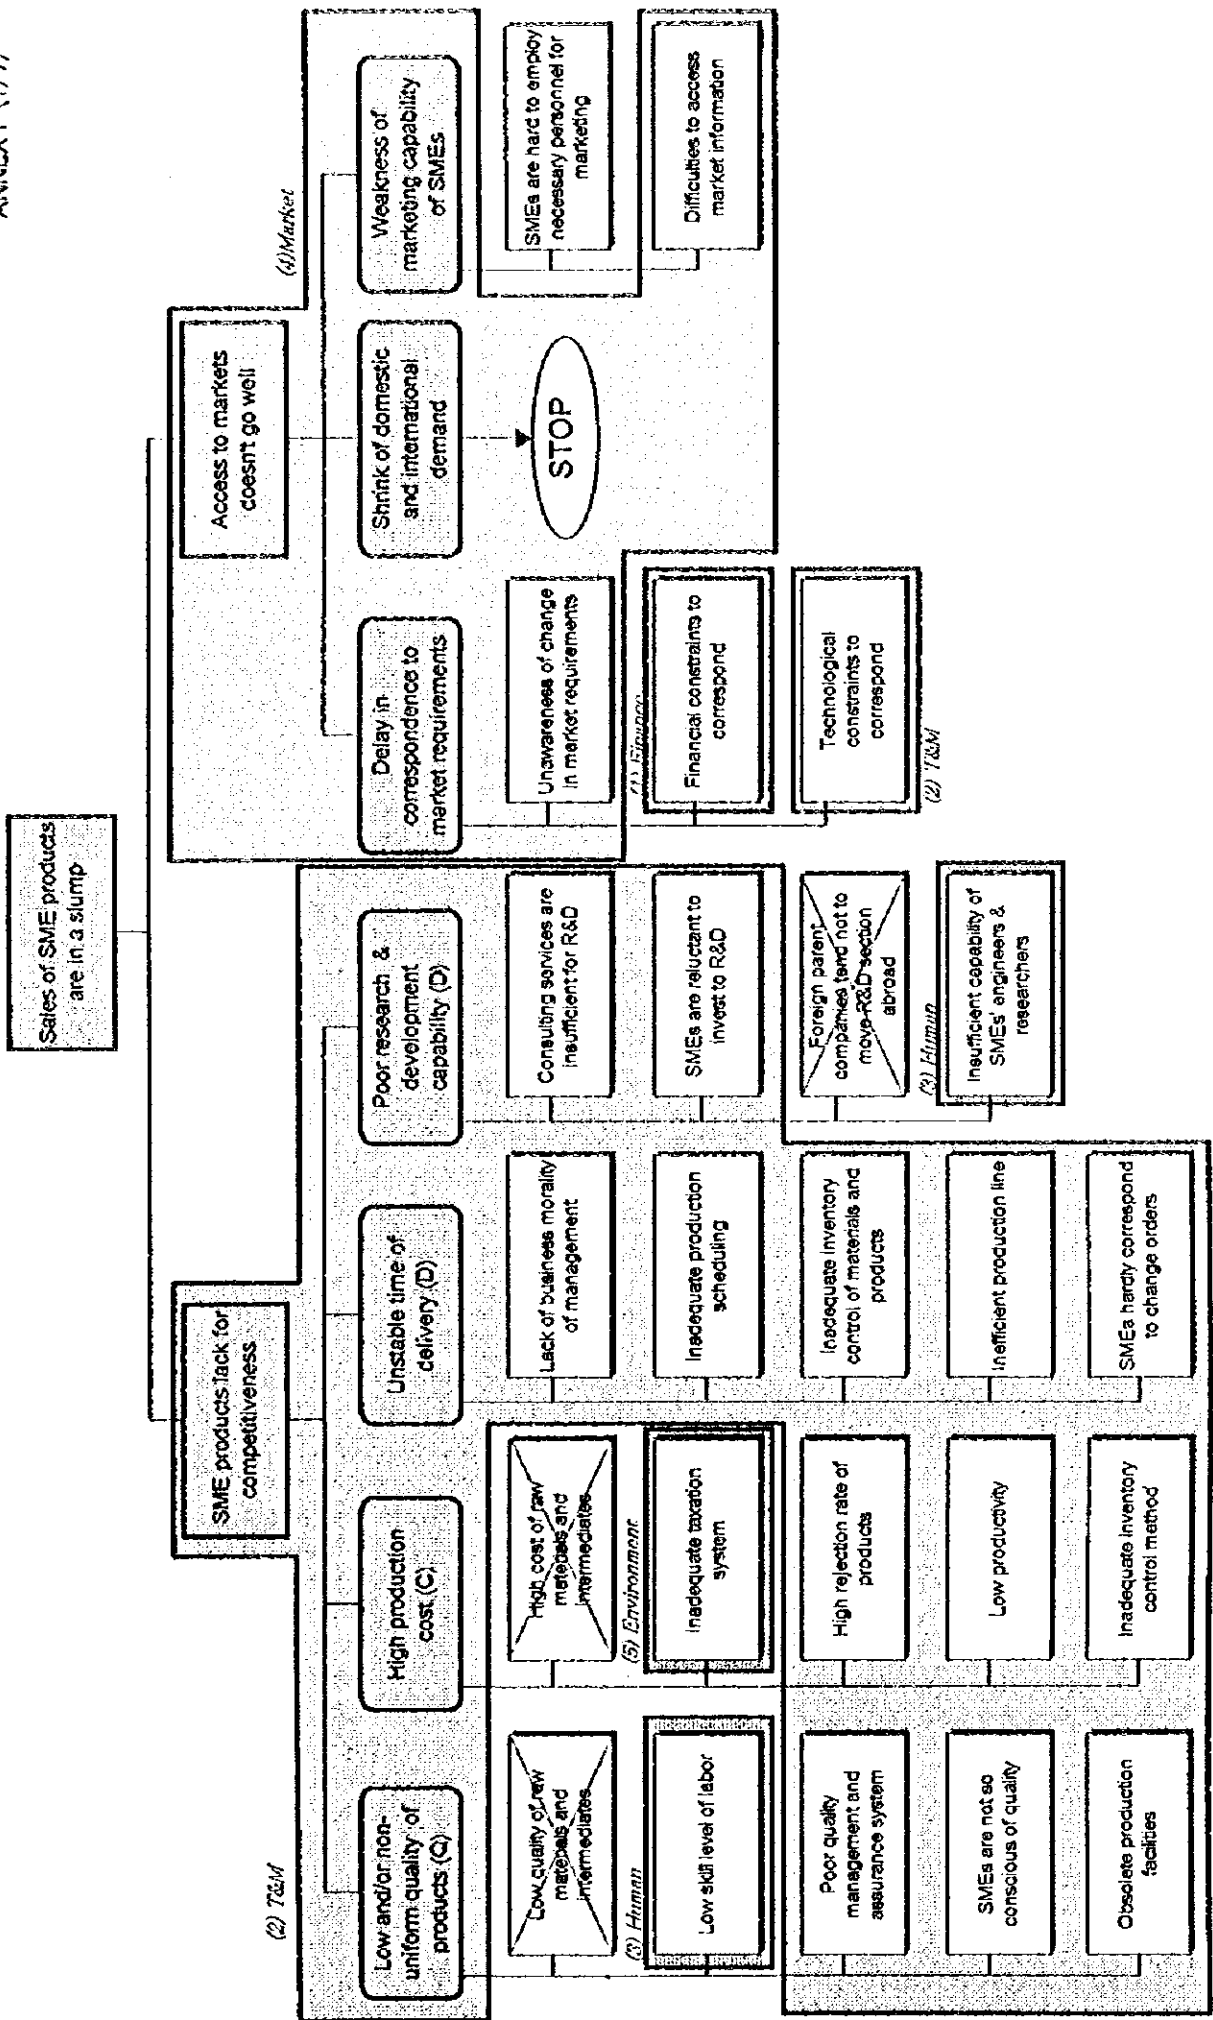 Sales of SME products
are in a slump
(2) T&M
SME products lack for
competitiveness
Access to markets
doesn't go well
(4)Market
Low and/or non-
uniform quality of
products (Q)
High production
cost (C)
Unstable time of
delivery (D)
Poor research &
development
capability (D)
Delay in
correspondence to
market requirements
Shrink of domestic
and international
demand
Weakness of
marketing capability
of SMEs
Low quality of raw
materials and
intermediates
(3) Human
Low skill level of labor
Poor quality
management and
assurance system
SMEs are not so
conscious of quality
Obsolete production
facilities
High cost of raw
materials and
intermediates
(5) Environment
Inadequate taxation
system
High rejection rate of
products
Low productivity
Inadequate inventory
control method
Lack of business morality
of management
Inadequate production
scheduling
Inadequate inventory
control of materials and
products
Inefficient production line
SMEa hardly correspond
to change orders
Consulting services are
insufficient for R&D
SMEs are reluctant to
invest to R&D
Foreign parent
companies tend not to
move R&D section
abroad
(3) Human
Insufficient capability of
SMEs' engineers &
researchers
Unawareness of change
in market requirements
(1) Finance
Financial constraints to
correspond
Technological
constraints to
correspond
(2) T&M
STOP
SMEs are hard to employ
necessary personnel for
marketing
Difficulties to access
market information